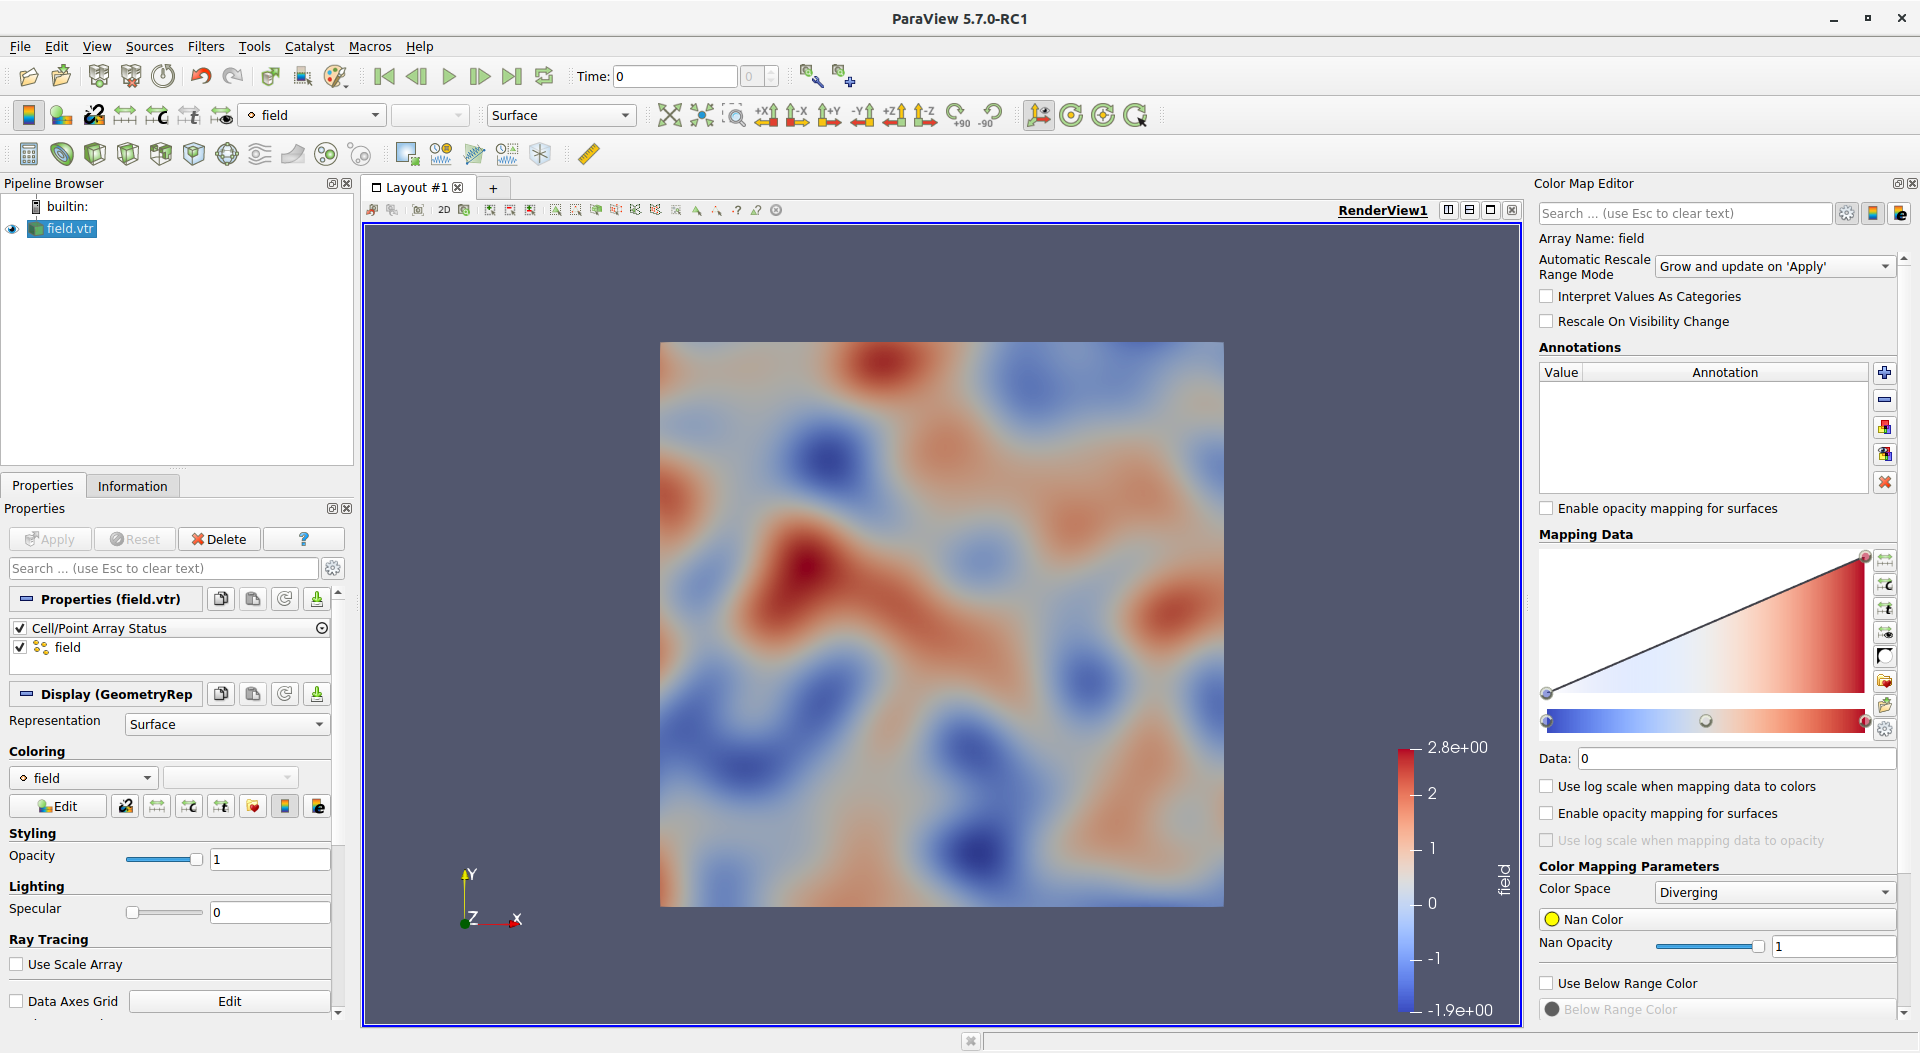 ParaView 5.7.0-RC1
File Edit View Sources Filters Tools Catalyst Macros Help
Time: 0 0
field Surface +X -X +Y -Y +Z -Z +90 -90
Pipeline Browser
builtin:
field.vtr
Properties Information
Properties
Apply Reset Delete ?
Search ... (use Esc to clear text)
Properties (field.vtr)
Cell/Point Array Status
field
Display (GeometryRep
Representation Surface
Coloring
field
Edit
Styling
Opacity 1
Lighting
Specular 0
Ray Tracing
Use Scale Array
Data Axes Grid Edit
Layout #1 +
2D RenderView1
2.8e+00
2
1
0
-1
-1.9e+00
field
Y
Z X
Color Map Editor
Search ... (use Esc to clear text)
Array Name: field
Automatic Rescale
Range Mode Grow and update on 'Apply'
Interpret Values As Categories
Rescale On Visibility Change
Annotations
Value Annotation
Enable opacity mapping for surfaces
Mapping Data
Data: 0
Use log scale when mapping data to colors
Enable opacity mapping for surfaces
Use log scale when mapping data to opacity
Color Mapping Parameters
Color Space Diverging
Nan Color
Nan Opacity 1
Use Below Range Color
Below Range Color